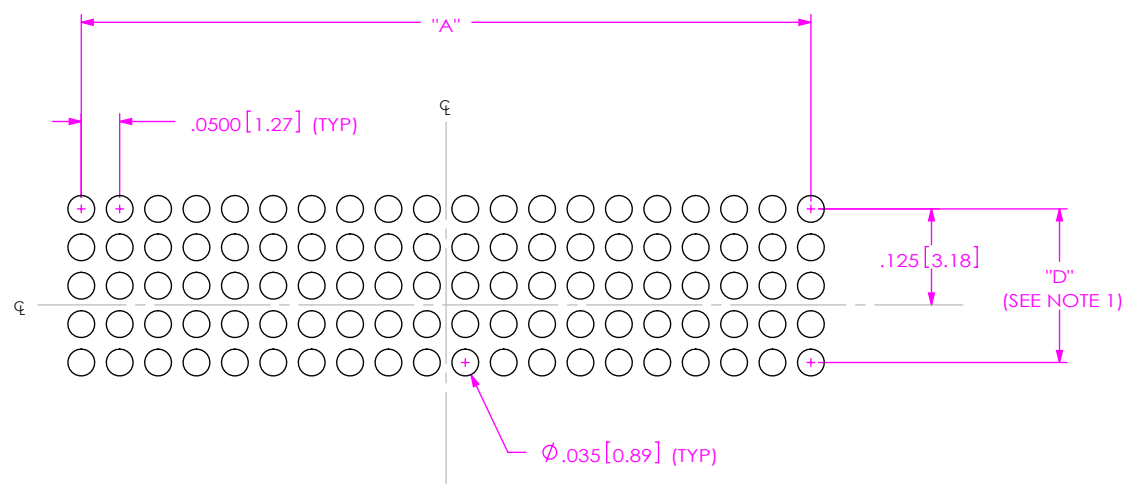 "A"
℄
.0500[1.27] (TYP)
.125[3.18]
"D"
(SEE NOTE 1)
℄
Ø.035[0.89] (TYP)